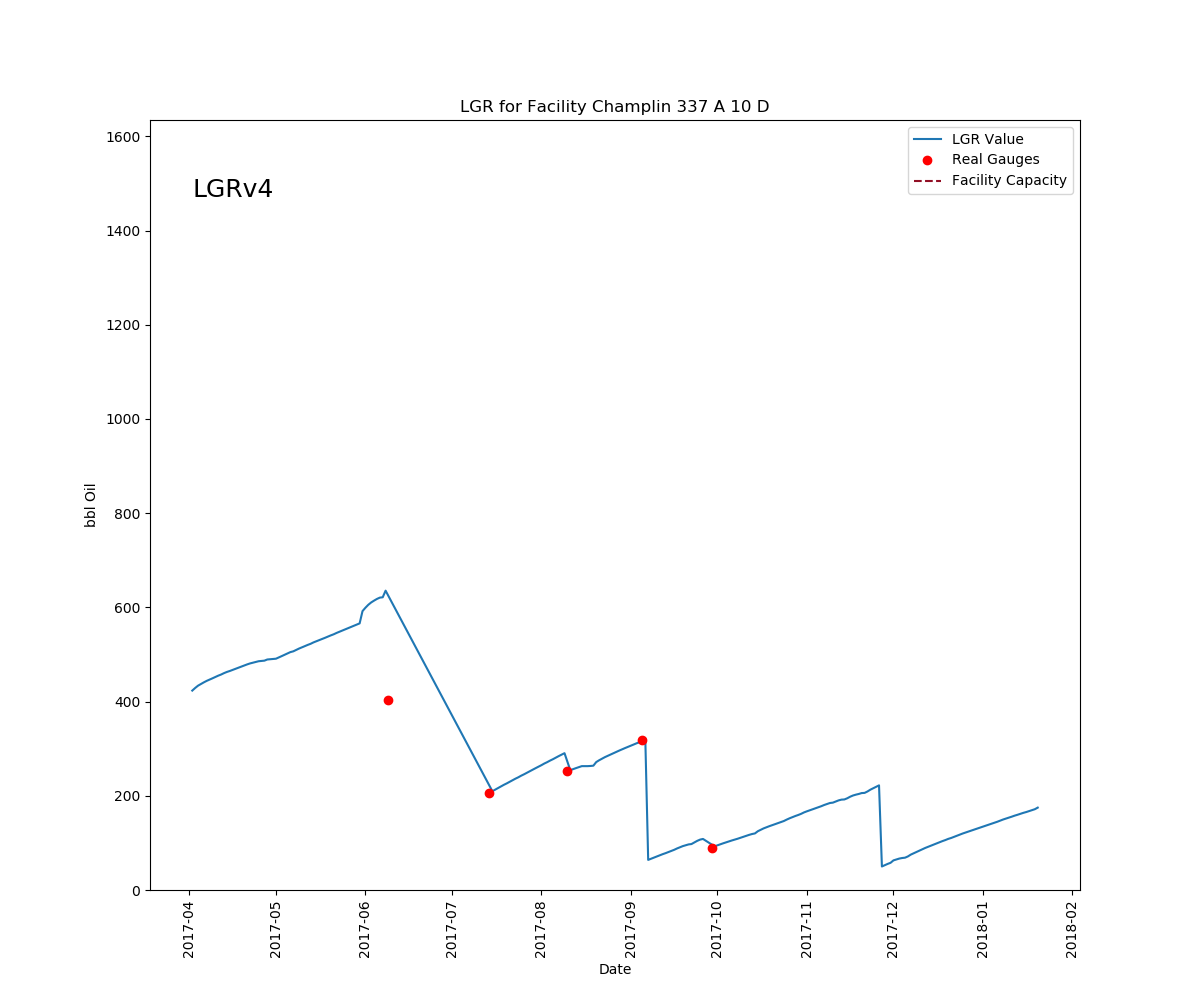 LGR for Facility Champlin 337 A 10 D
LGRv4
LGR Value
Real Gauges
Facility Capacity
bbl Oil
1600
1400
1200
1000
800
600
400
200
0
2017-04
2017-05
2017-06
2017-07
2017-08
2017-09
2017-10
2017-11
2017-12
2018-01
2018-02
Date